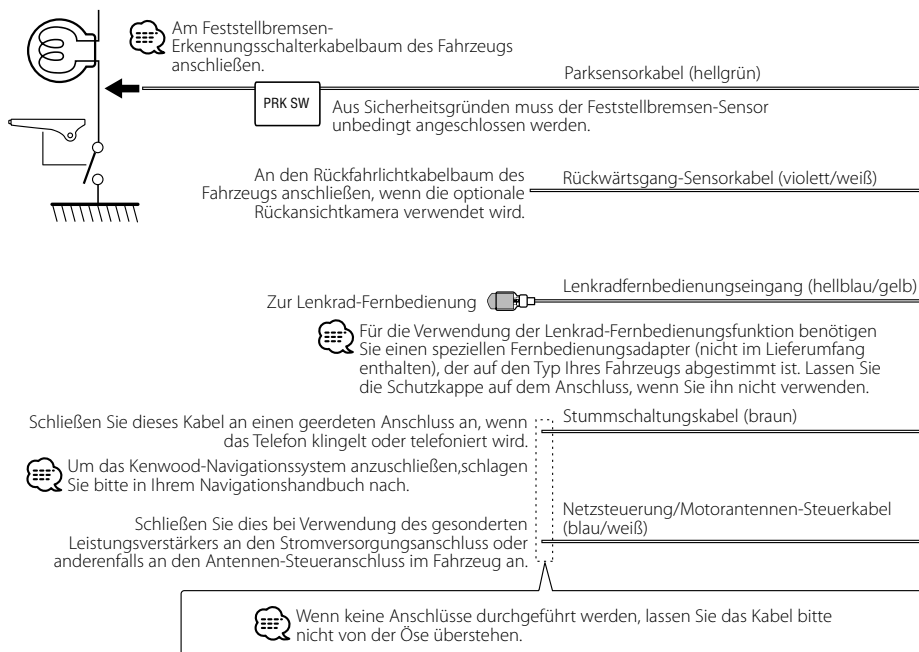 Am Feststellbremsen-
Erkennungsschalterkabelbaum des Fahrzeugs
anschließen.
Parksensorkabel (hellgrün)
PRK SW
Aus Sicherheitsgründen muss der Feststellbremsen-Sensor
unbedingt angeschlossen werden.
An den Rückfahrlichtkabelbaum des
Fahrzeugs anschließen, wenn die optionale
Rückansichtkamera verwendet wird.
Rückwärtsgang-Sensorkabel (violett/weiß)
Lenkradfernbedienungseingang (hellblau/gelb)
Zur Lenkrad-Fernbedienung
Für die Verwendung der Lenkrad-Fernbedienungsfunktion benötigen
Sie einen speziellen Fernbedienungsadapter (nicht im Lieferumfang
enthalten), der auf den Typ Ihres Fahrzeugs abgestimmt ist. Lassen Sie
die Schutzkappe auf dem Anschluss, wenn Sie ihn nicht verwenden.
Schließen Sie dieses Kabel an einen geerdeten Anschluss an, wenn
das Telefon klingelt oder telefoniert wird.
Stummschaltungskabel (braun)
Um das Kenwood-Navigationssystem anzuschließen,schlagen
Sie bitte in Ihrem Navigationshandbuch nach.
Schließen Sie dies bei Verwendung des gesonderten
Leistungsverstärkers an den Stromversorgungsanschluss oder
anderenfalls an den Antennen-Steueranschluss im Fahrzeug an.
Netzsteuerung/Motorantennen-Steuerkabel
(blau/weiß)
Wenn keine Anschlüsse durchgeführt werden, lassen Sie das Kabel bitte
nicht von der Öse überstehen.